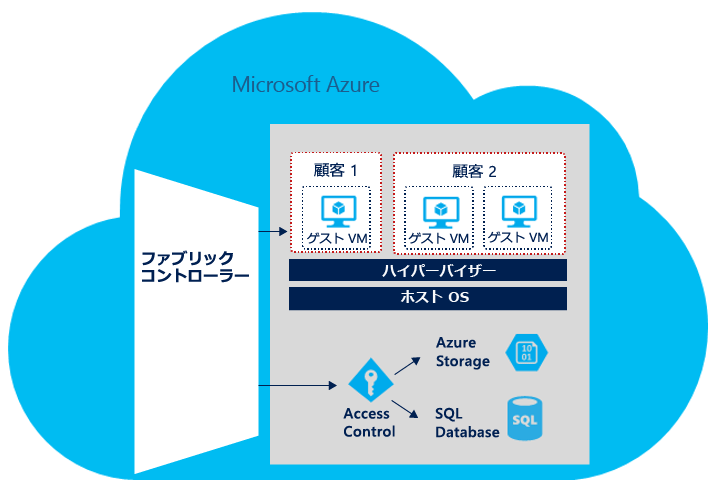 Microsoft Azure
顧客 1
顧客 2
ゲスト VM
ゲスト VM
ゲスト VM
ファブリック
コントローラー
ハイパーバイザー
ホスト OS
Azure
Storage
10
01
Access
Control
SQL
Database
SQL